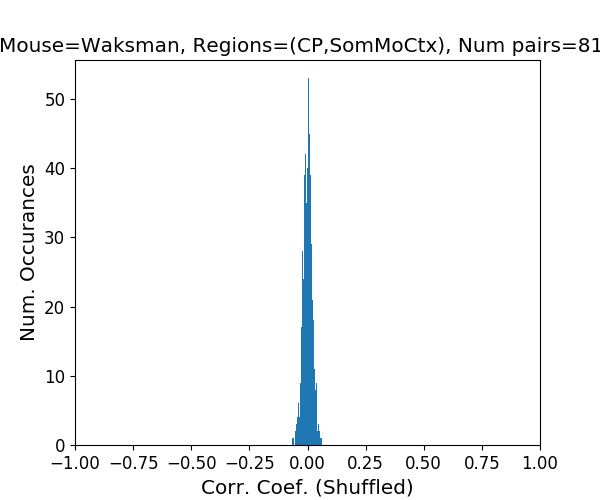 Mouse=Waksman, Regions=(CP,SomMoCtx), Num pairs=81
Num. Occurances
50
40
30
20
10
0
−1.00 −0.75 −0.50 −0.25 0.00 0.25 0.50 0.75 1.00
Corr. Coef. (Shuffled)